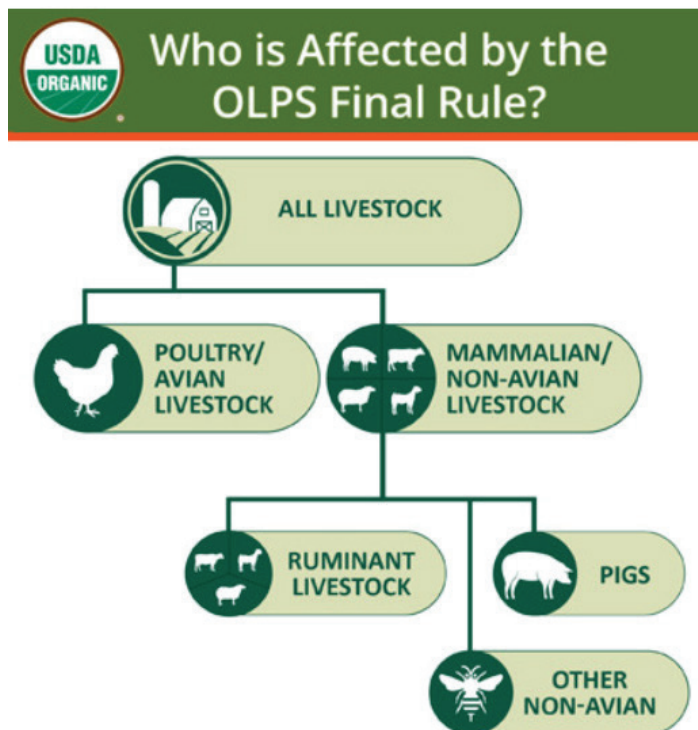 USDA
ORGANIC
Who is Affected by the
OLPS Final Rule?
ALL LIVESTOCK
POULTRY/
AVIAN
LIVESTOCK
MAMMALIAN/
NON-AVIAN
LIVESTOCK
RUMINANT
LIVESTOCK
PIGS
OTHER
NON-AVIAN